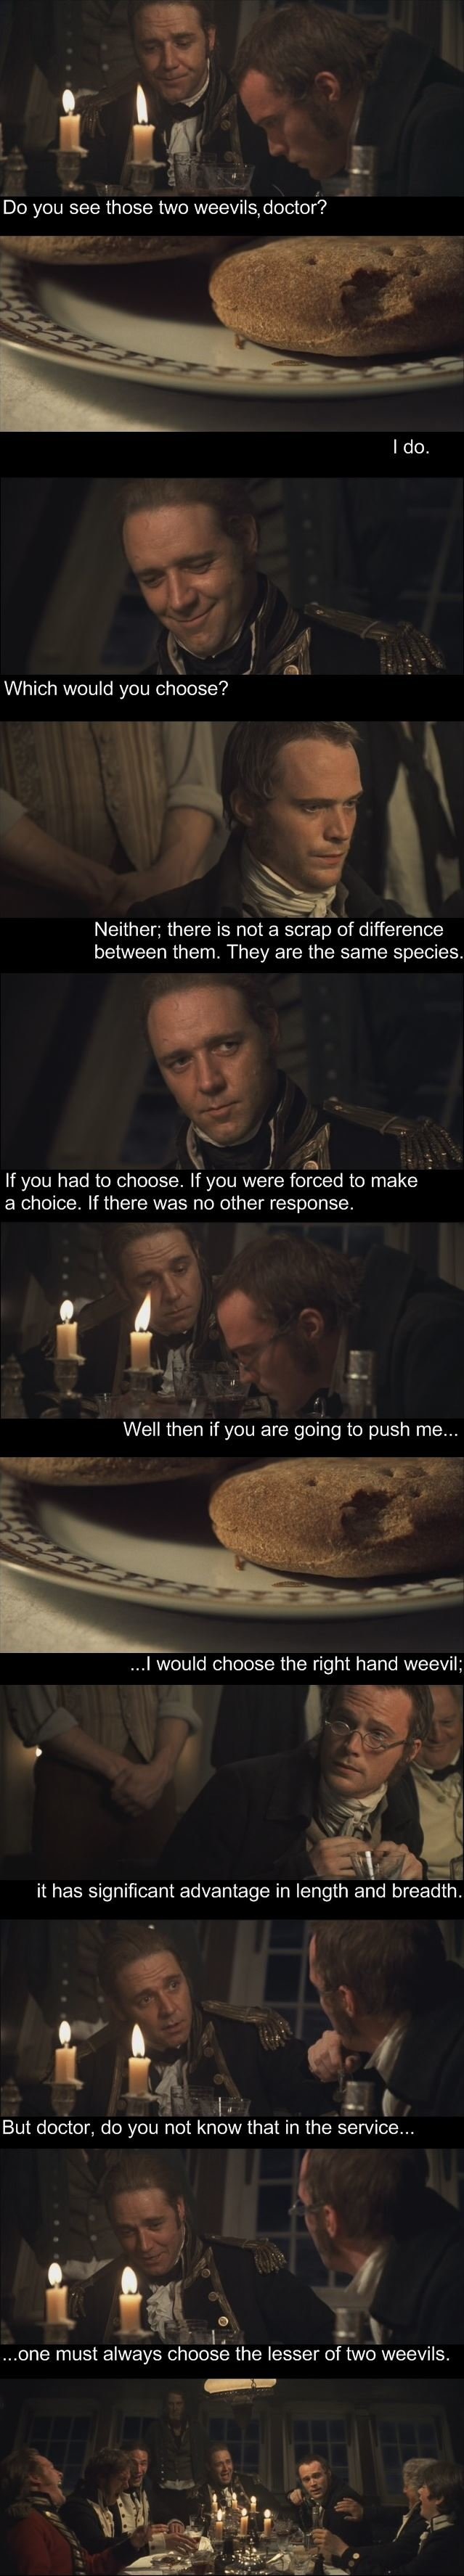 Do you see those two weevils, doctor?
I do.
Which would you choose?
Neither; there is not a scrap of difference
between them. They are the same species.
If you had to choose. If you were forced to make
a choice. If there was no other response.
Well then if you are going to push me...
...I would choose the right hand weevil;
it has significant advantage in length and breadth.
But doctor, do you not know that in the service...
...one must always choose the lesser of two weevils.